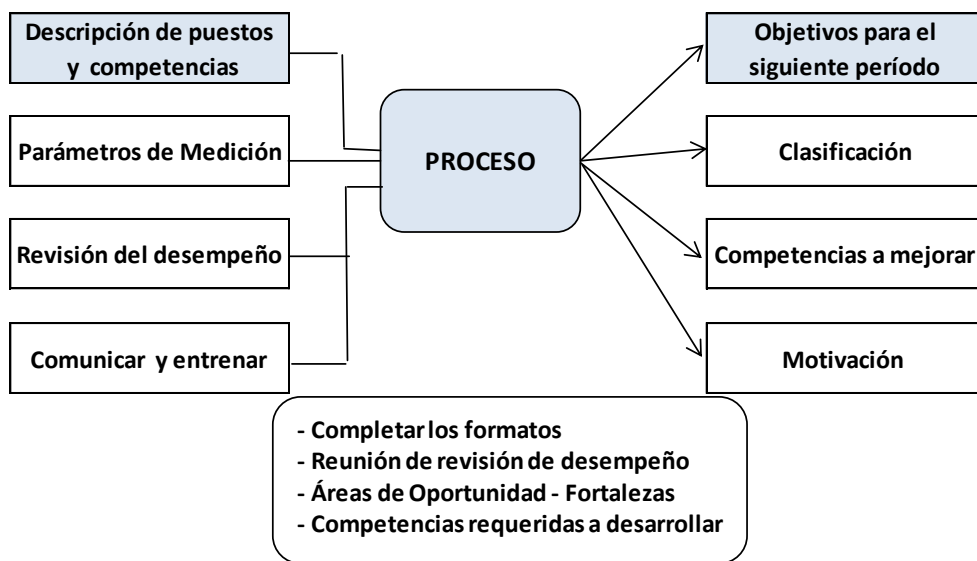 Descripción de puestos
y competencias
Parámetros de Medición
Revisión del desempeño
Comunicar y entrenar
PROCESO
Objetivos para el
siguiente período
Clasificación
Competencias a mejorar
Motivación
- Completar los formatos
- Reunión de revisión de desempeño
- Áreas de Oportunidad - Fortalezas
- Competencias requeridas a desarrollar